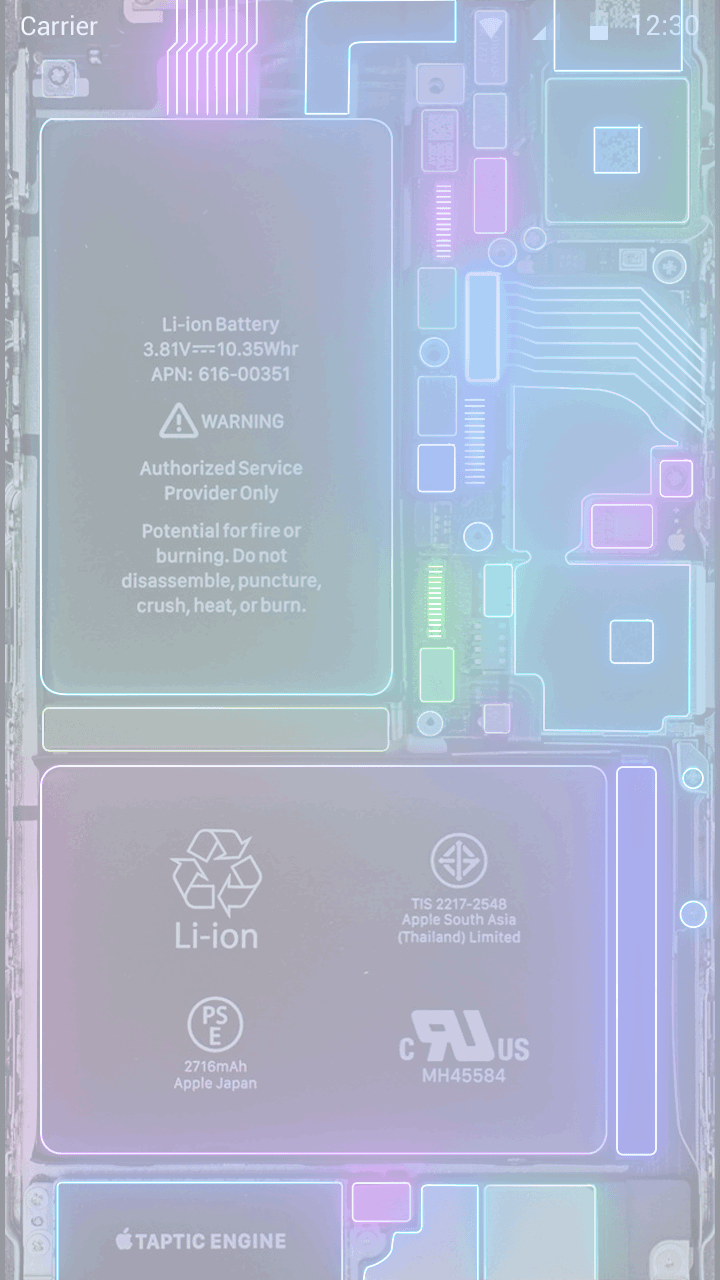 Carrier
12:30
Li-ion Battery
3.81V⎓10.35Whr
APN: 616-00351
WARNING
Authorized Service
Provider Only
Potential for fire or
burning. Do not
disassemble, puncture,
crush, heat, or burn.
Li-ion
TIS 2217-2548
Apple South Asia
(Thailand) Limited
PS
E
2716mAh
Apple Japan
C RU US
MH45584
TAPTIC ENGINE